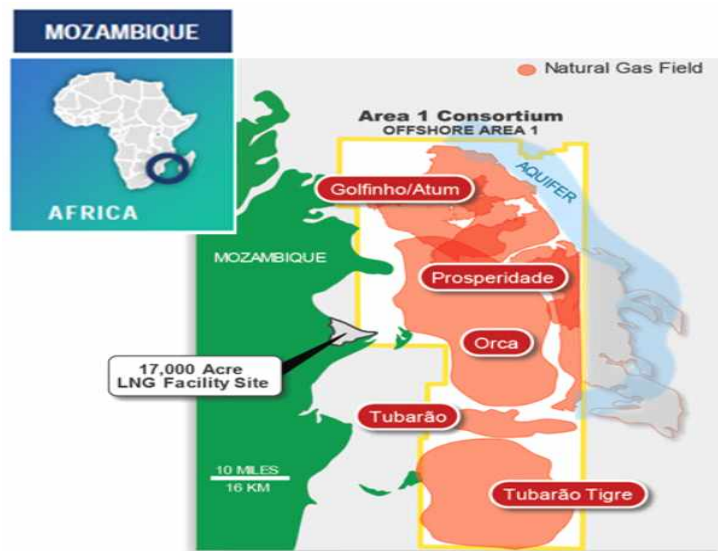 MOZAMBIQUE
AFRICA
Natural Gas Field
Area 1 Consortium
OFFSHORE AREA 1
AQUIFER
Golfinho/Atum
MOZAMBIQUE
Prosperidade
Orca
17,000 Acre
LNG Facility Site
Tubarão
10 MILES
16 KM
Tubarão Tigre